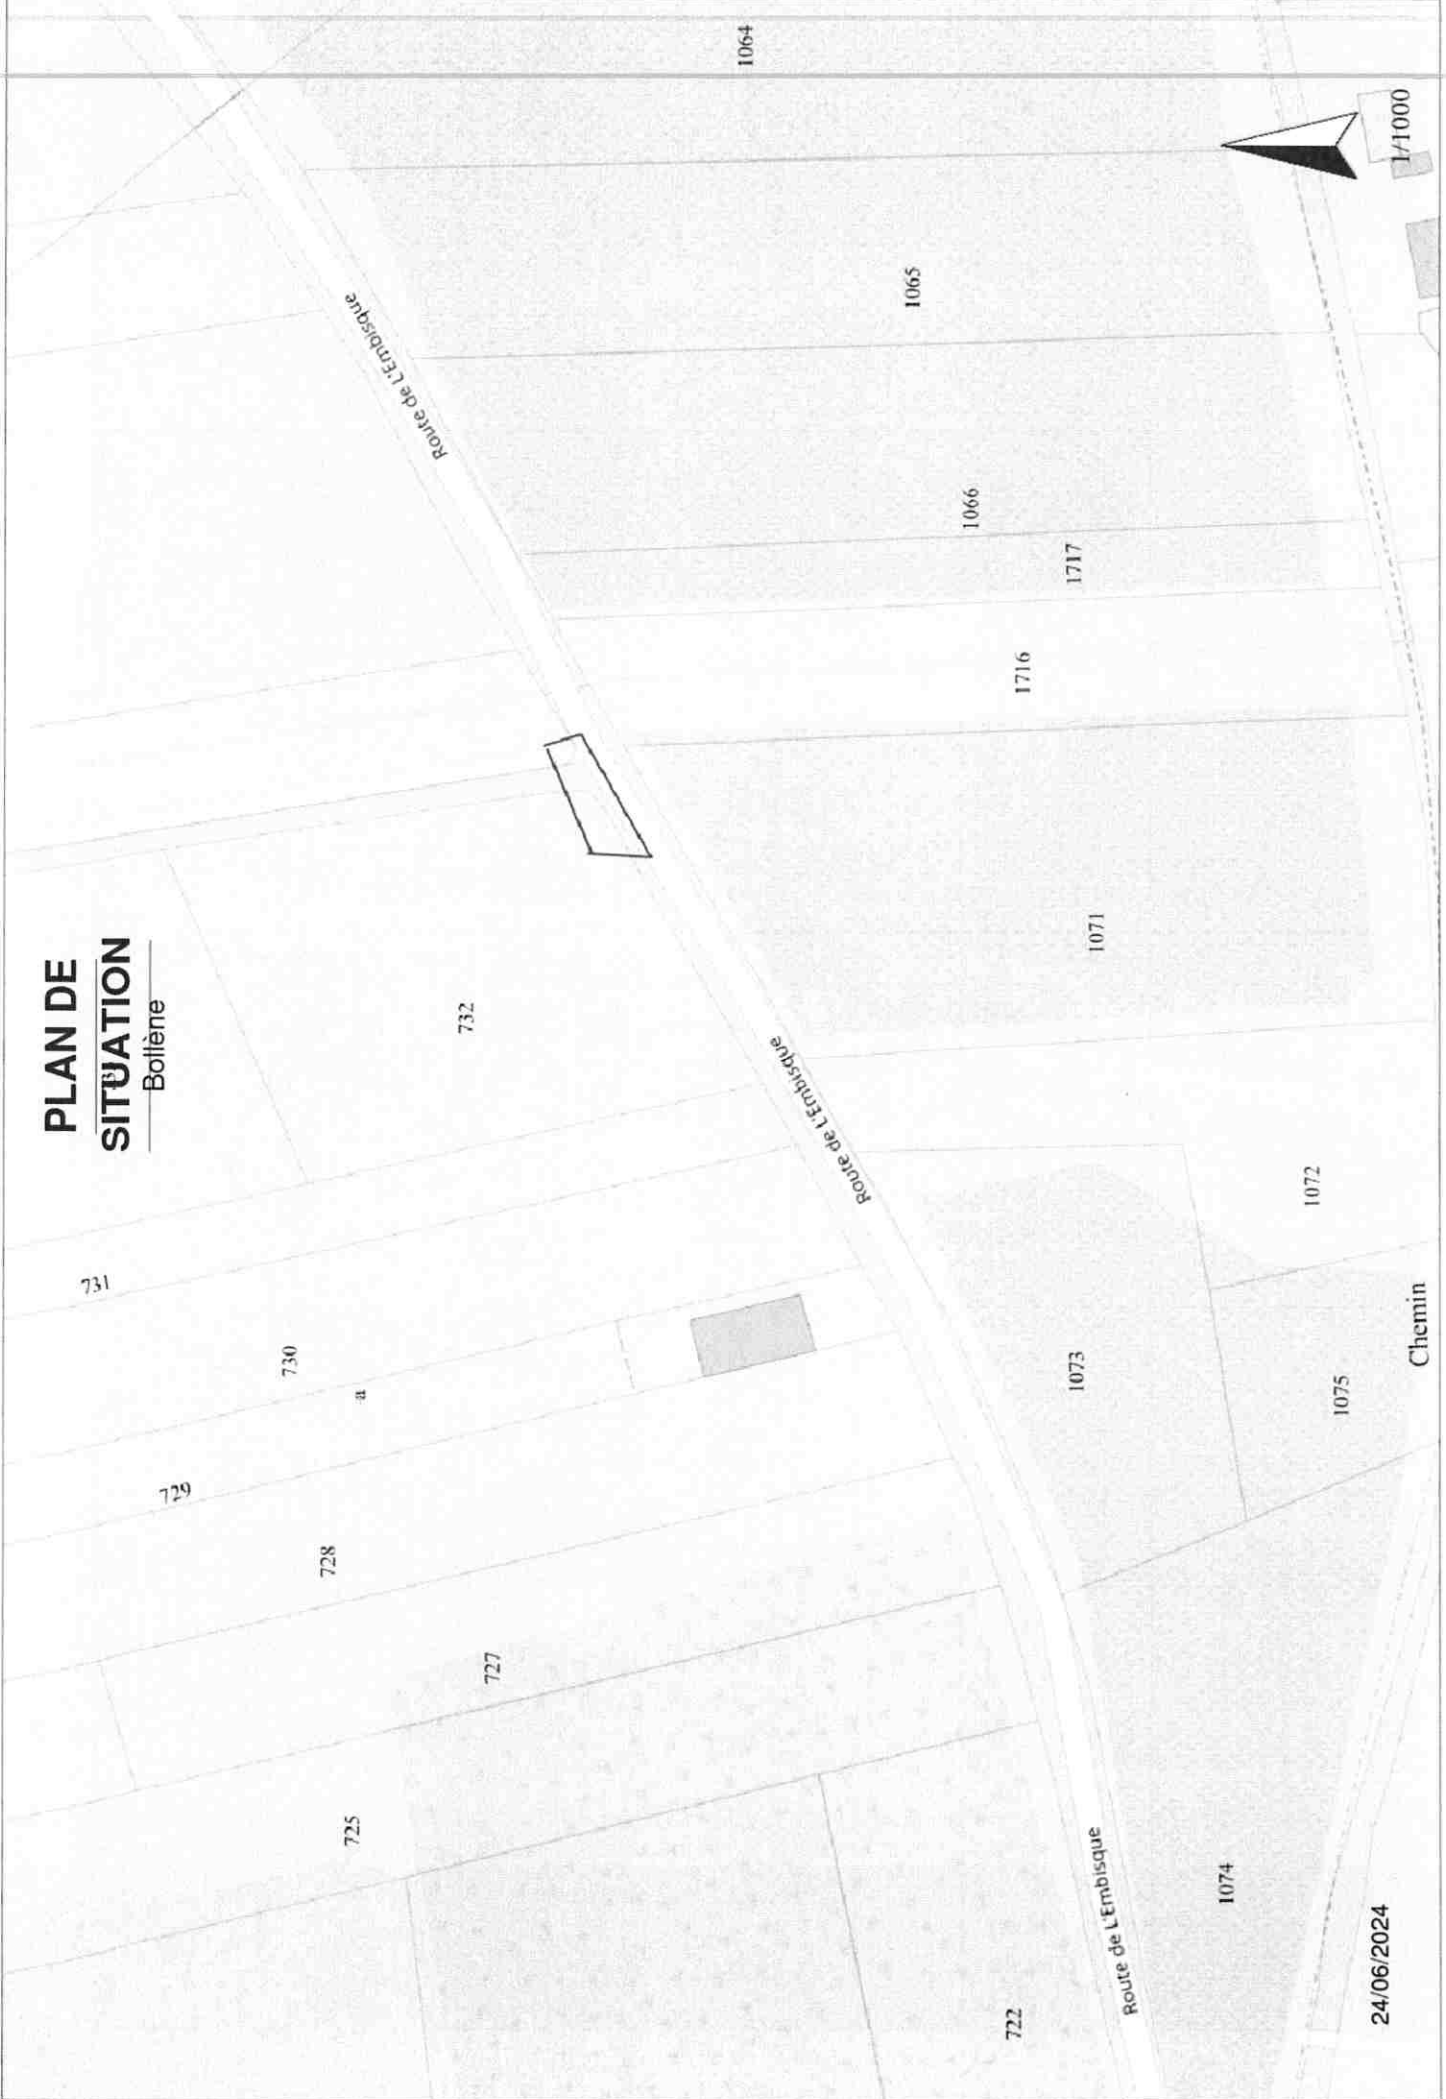 PLAN DE
SITUATION
Bollène
731
729
730
a
728
732
725
727
722
Route de L'Embisque
Route de L'Embisque
Route de L'Embisque
1064
1065
1066
1717
1716
1071
1072
1073
1075
1074
Chemin
24/06/2024
1/1000